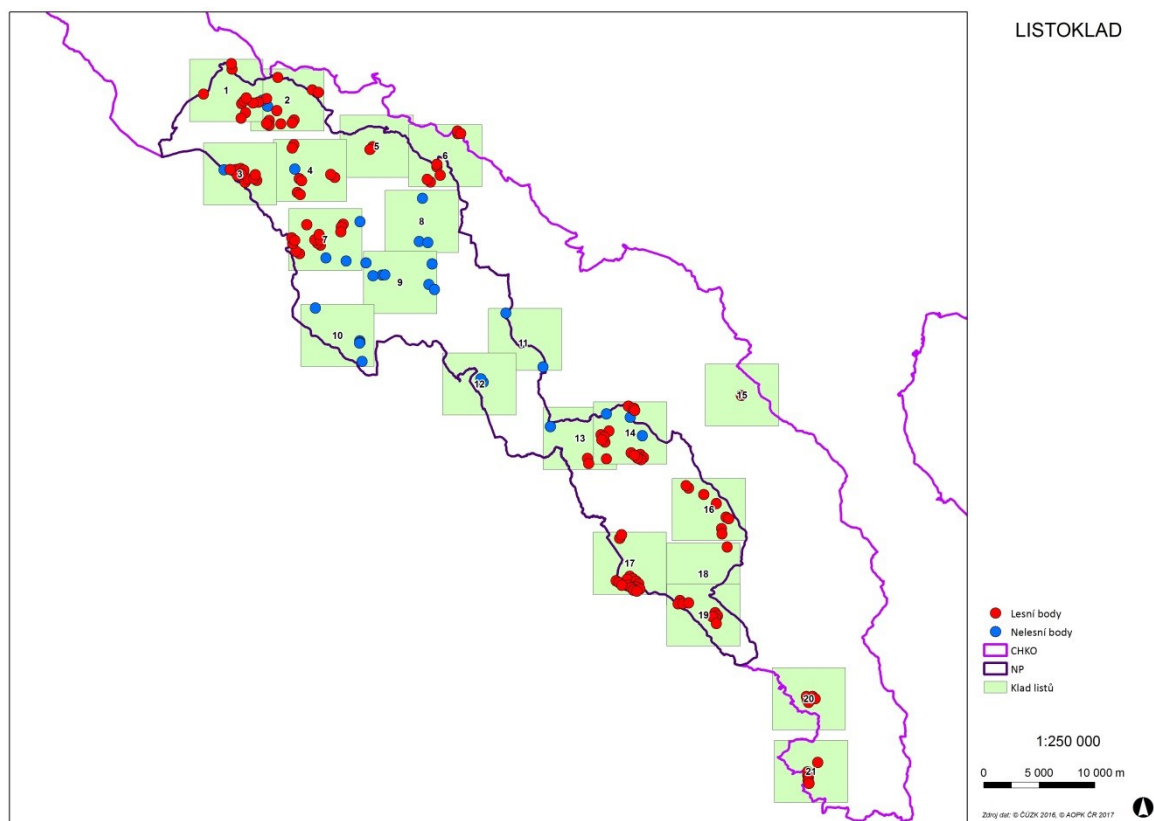 LISTOKLAD
1
2
3
4
5
6
7
8
9
10
11
12
13
14
15
16
17
18
19
20
21
Lesní body
Nelesní body
CHKO
NP
Klad listů
1:250 000
0 5 000 10 000 m
Zdroj dat: © ČÚZK 2016, © AOPK ČR 2017